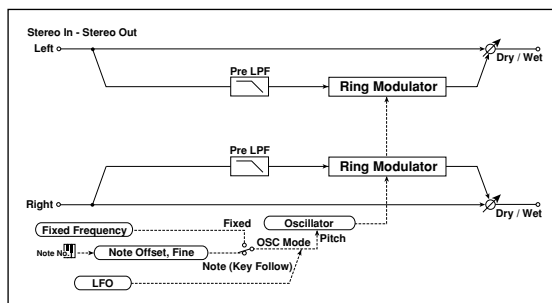 Stereo In - Stereo Out
Left
Dry / Wet
Pre LPF
Ring Modulator
Pre LPF
Ring Modulator
Right
Dry / Wet
Fixed Frequency
Fixed
Oscillator
Note No.
Note Offset, Fine
OSC Mode
Pitch
Note (Key Follow)
LFO